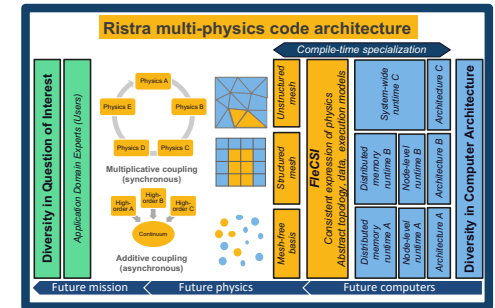 Ristra multi-physics code architecture
Compile-time specialization
Diversity in Question of Interest
Application Domain Experts (Users)
Physics A
Physics E
Physics B
Physics D
Physics C
Multiplicative coupling
(synchronous)
High-
order A
High-
order B
High-
order C
Continuum
Additive coupling
(asynchronous)
Unstructured
mesh
Structured
mesh
Mesh-free
basis
FleCSI
Consistent expression of physics
Abstract topology, data, execution models
System-wide
runtime C
Distributed
memory
runtime B
Node-level
runtime B
Distributed
memory
runtime A
Node-level
runtime A
Architecture C
Architecture B
Architecture A
Diversity in Computer Architecture
Future mission
Future physics
Future computers